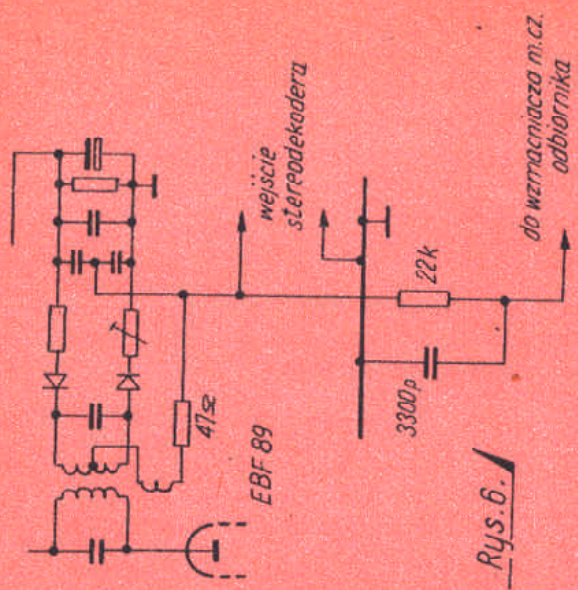 wejście
stereodekodera
do wzmacniacza m.cz.
odbiornika
22k
3300p
47Ω
EBF 89
Rys.6.